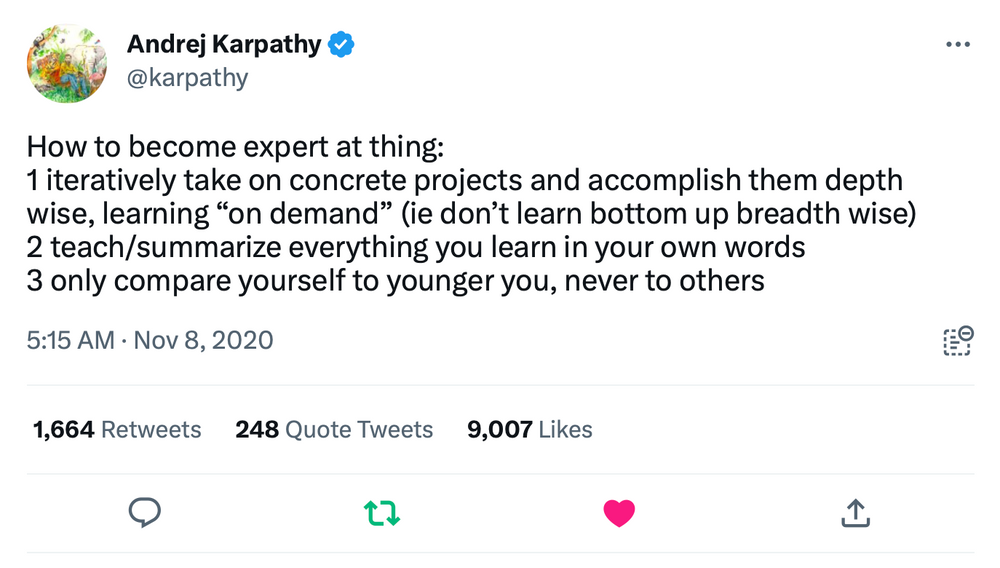 Andrej Karpathy
@karpathy
How to become expert at thing:
1 iteratively take on concrete projects and accomplish them depth
wise, learning “on demand” (ie don’t learn bottom up breadth wise)
2 teach/summarize everything you learn in your own words
3 only compare yourself to younger you, never to others
5:15 AM · Nov 8, 2020
1,664 Retweets 248 Quote Tweets 9,007 Likes